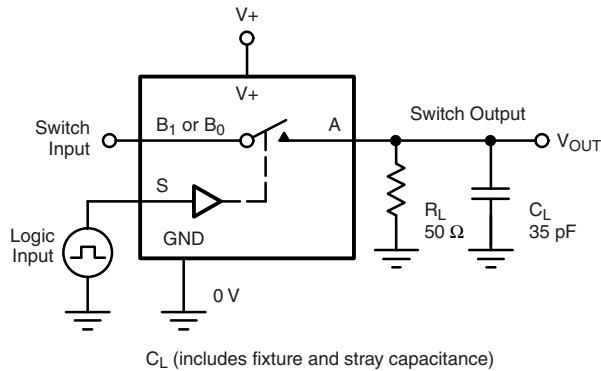 V+
V+
Switch
Input
B1 or B0
A
Switch Output
VOUT
S
Logic
Input
GND
RL
50 Ω
CL
35 pF
0 V
CL (includes fixture and stray capacitance)